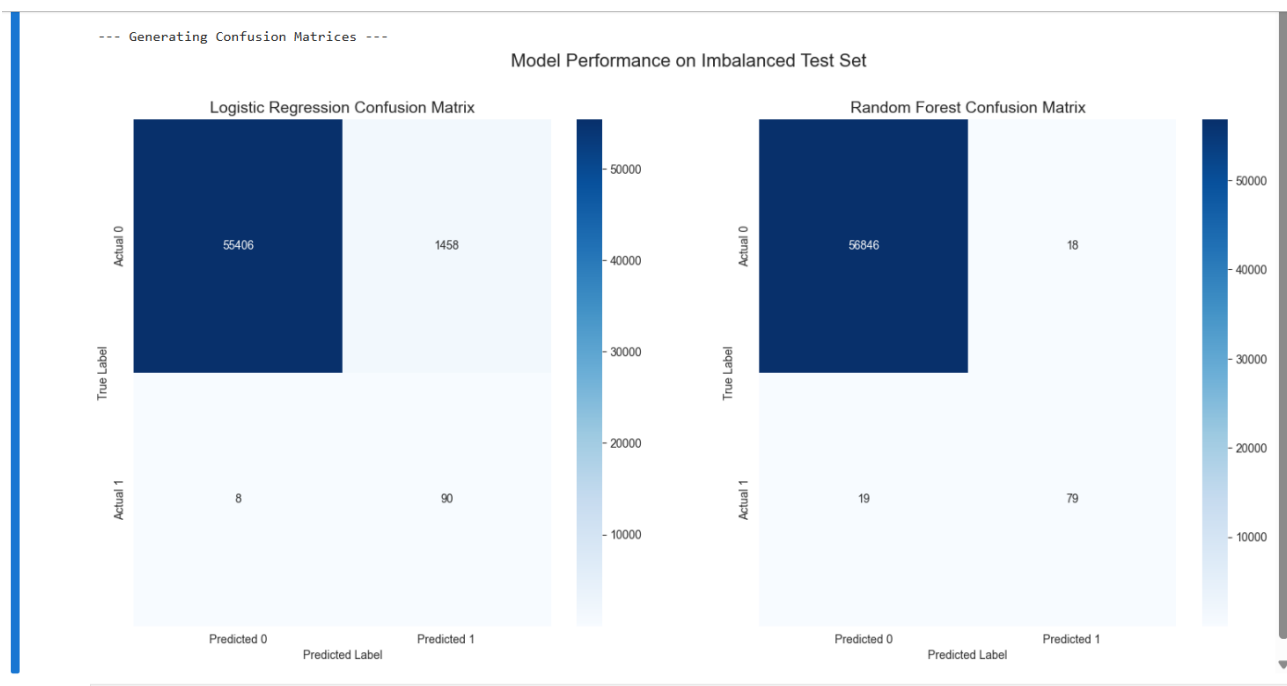 --- Generating Confusion Matrices ---
Model Performance on Imbalanced Test Set
Logistic Regression Confusion Matrix
Actual 0
True Label
Actual 1
55406
1458
8
90
Predicted 0
Predicted 1
Predicted Label
50000
40000
30000
20000
10000
Random Forest Confusion Matrix
Actual 0
True Label
Actual 1
56846
18
19
79
Predicted 0
Predicted 1
Predicted Label
50000
40000
30000
20000
10000